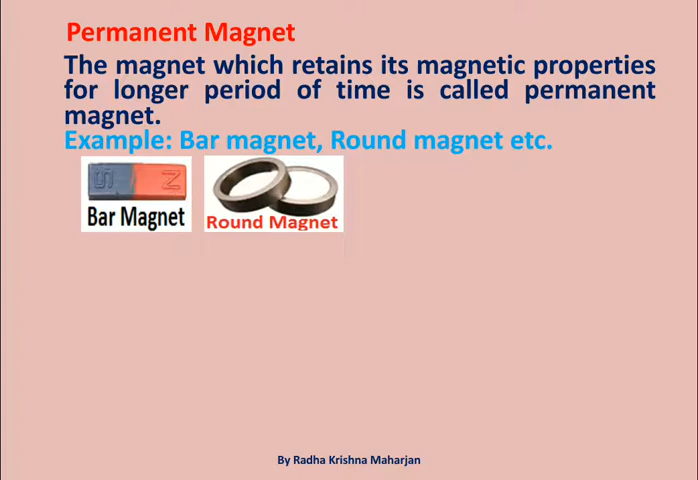 Permanent Magnet
The magnet which retains its magnetic properties
for longer period of time is called permanent
magnet.
Example: Bar magnet, Round magnet etc.
S N
Bar Magnet
Round Magnet
By Radha Krishna Maharjan